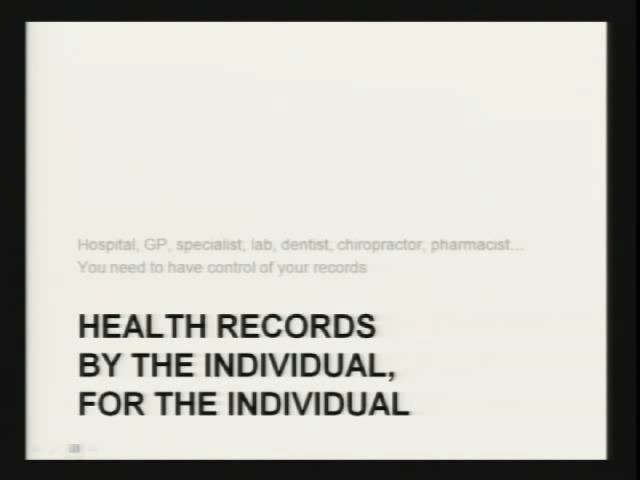 Hospital, GP, specialist, lab, dentist, chiropractor, pharmacist...
You need to have control of your records
HEALTH RECORDS
BY THE INDIVIDUAL,
FOR THE INDIVIDUAL